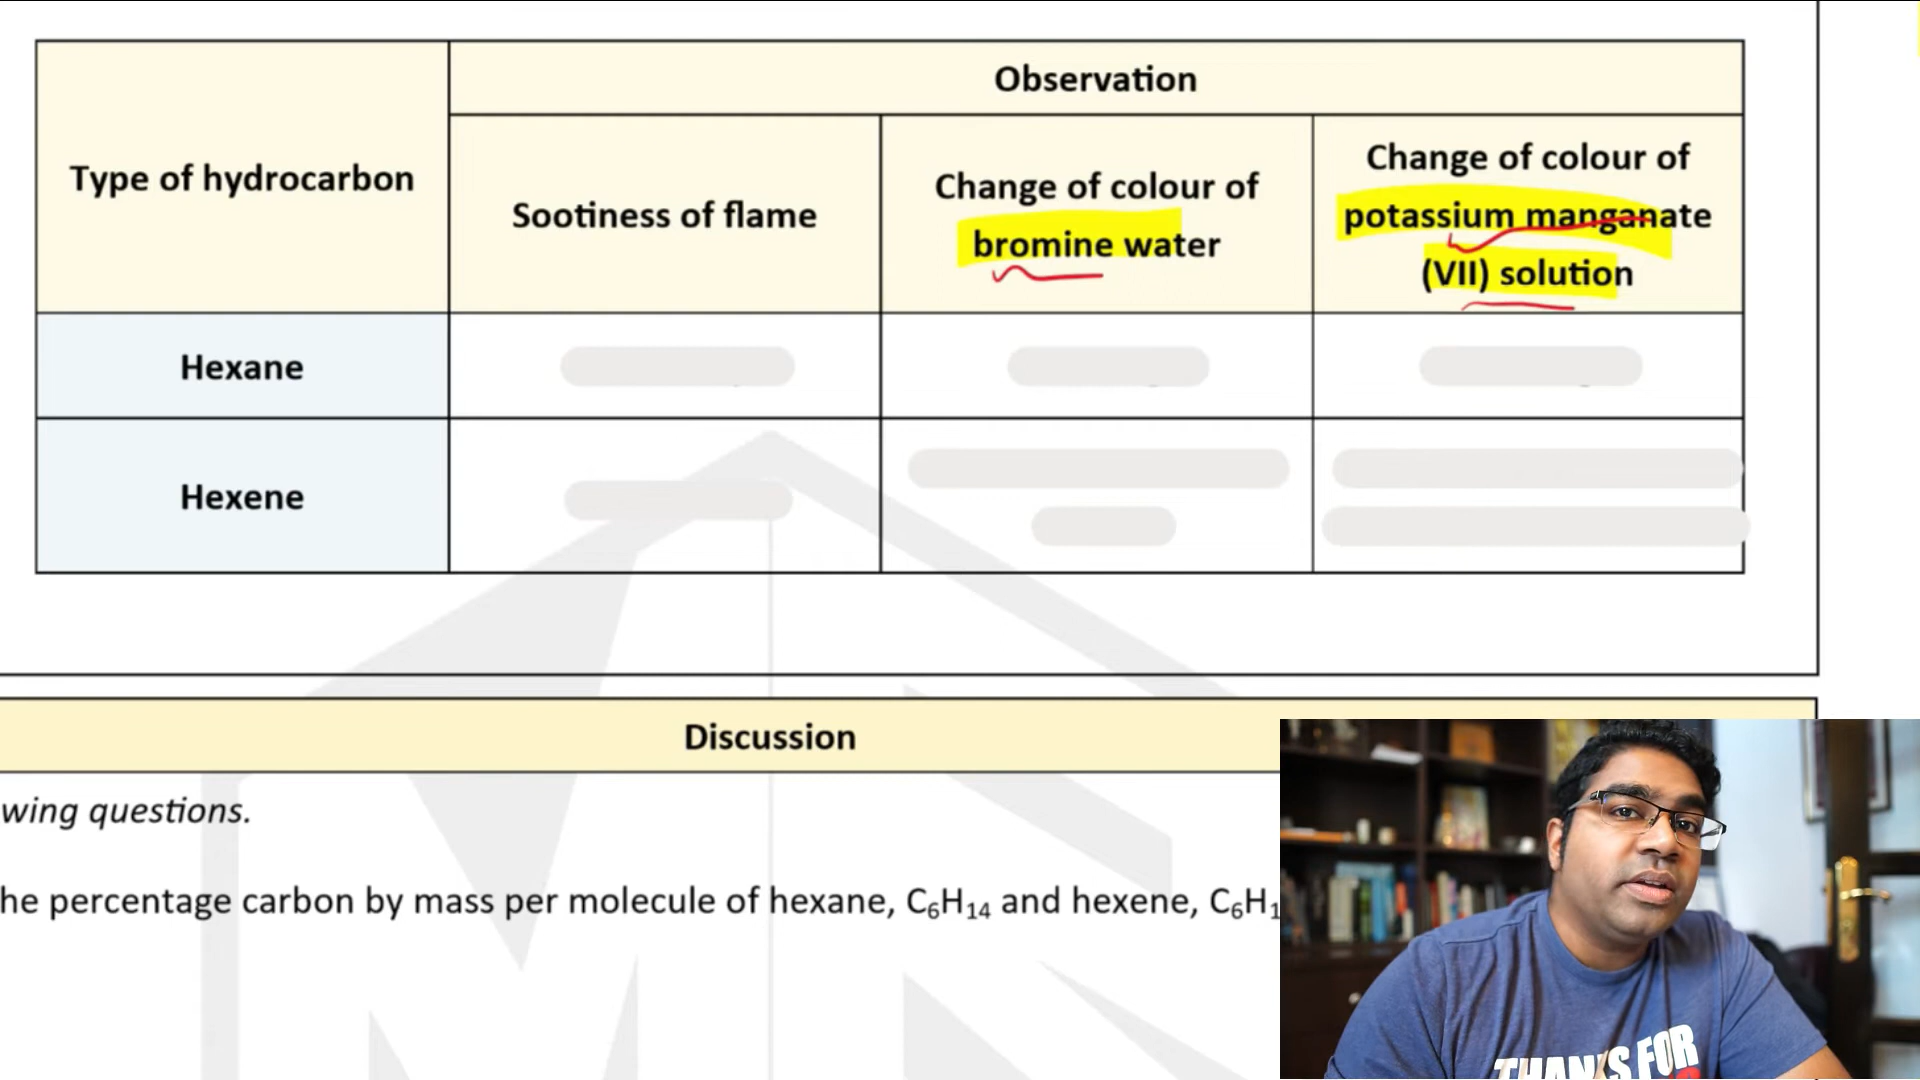 Observation
Type of hydrocarbon
Sootiness of flame
Change of colour of
bromine water
Change of colour of
potassium manganate
(VII) solution
Hexane
Hexene
Discussion
wing questions.
he percentage carbon by mass per molecule of hexane, C₆H₁₄ and hexene, C₆H₁
THANKS FOR